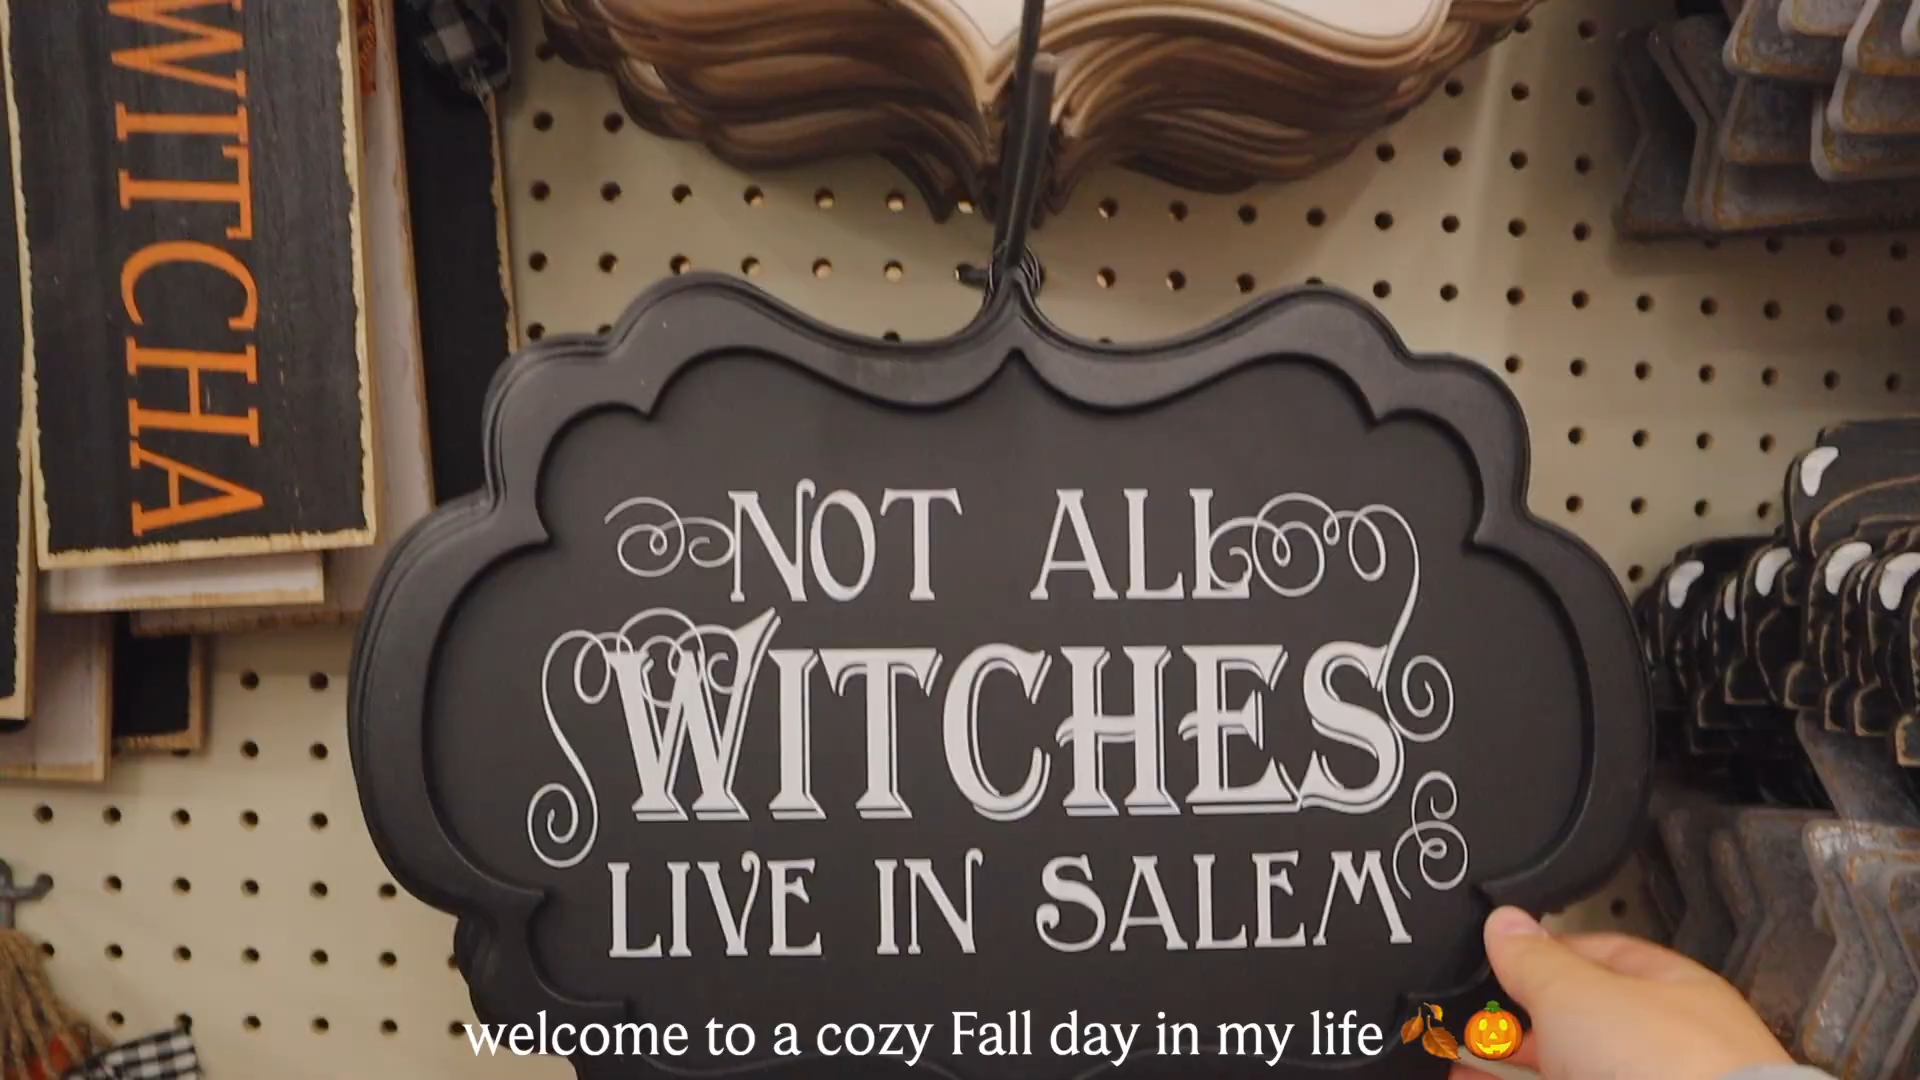 WITCHA
NOT ALL
WITCHES
LIVE IN SALEM
welcome to a cozy Fall day in my life 🍂🎃